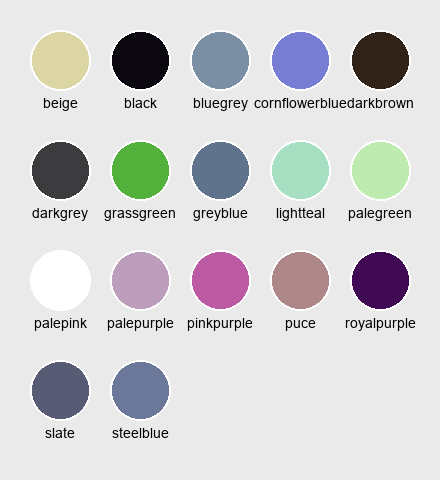 beige black bluegrey cornflowerblue darkbrown
darkgrey grassgreen greyblue lightteal palegreen
palepink palepurple pinkpurple puce royalpurple
slate steelblue